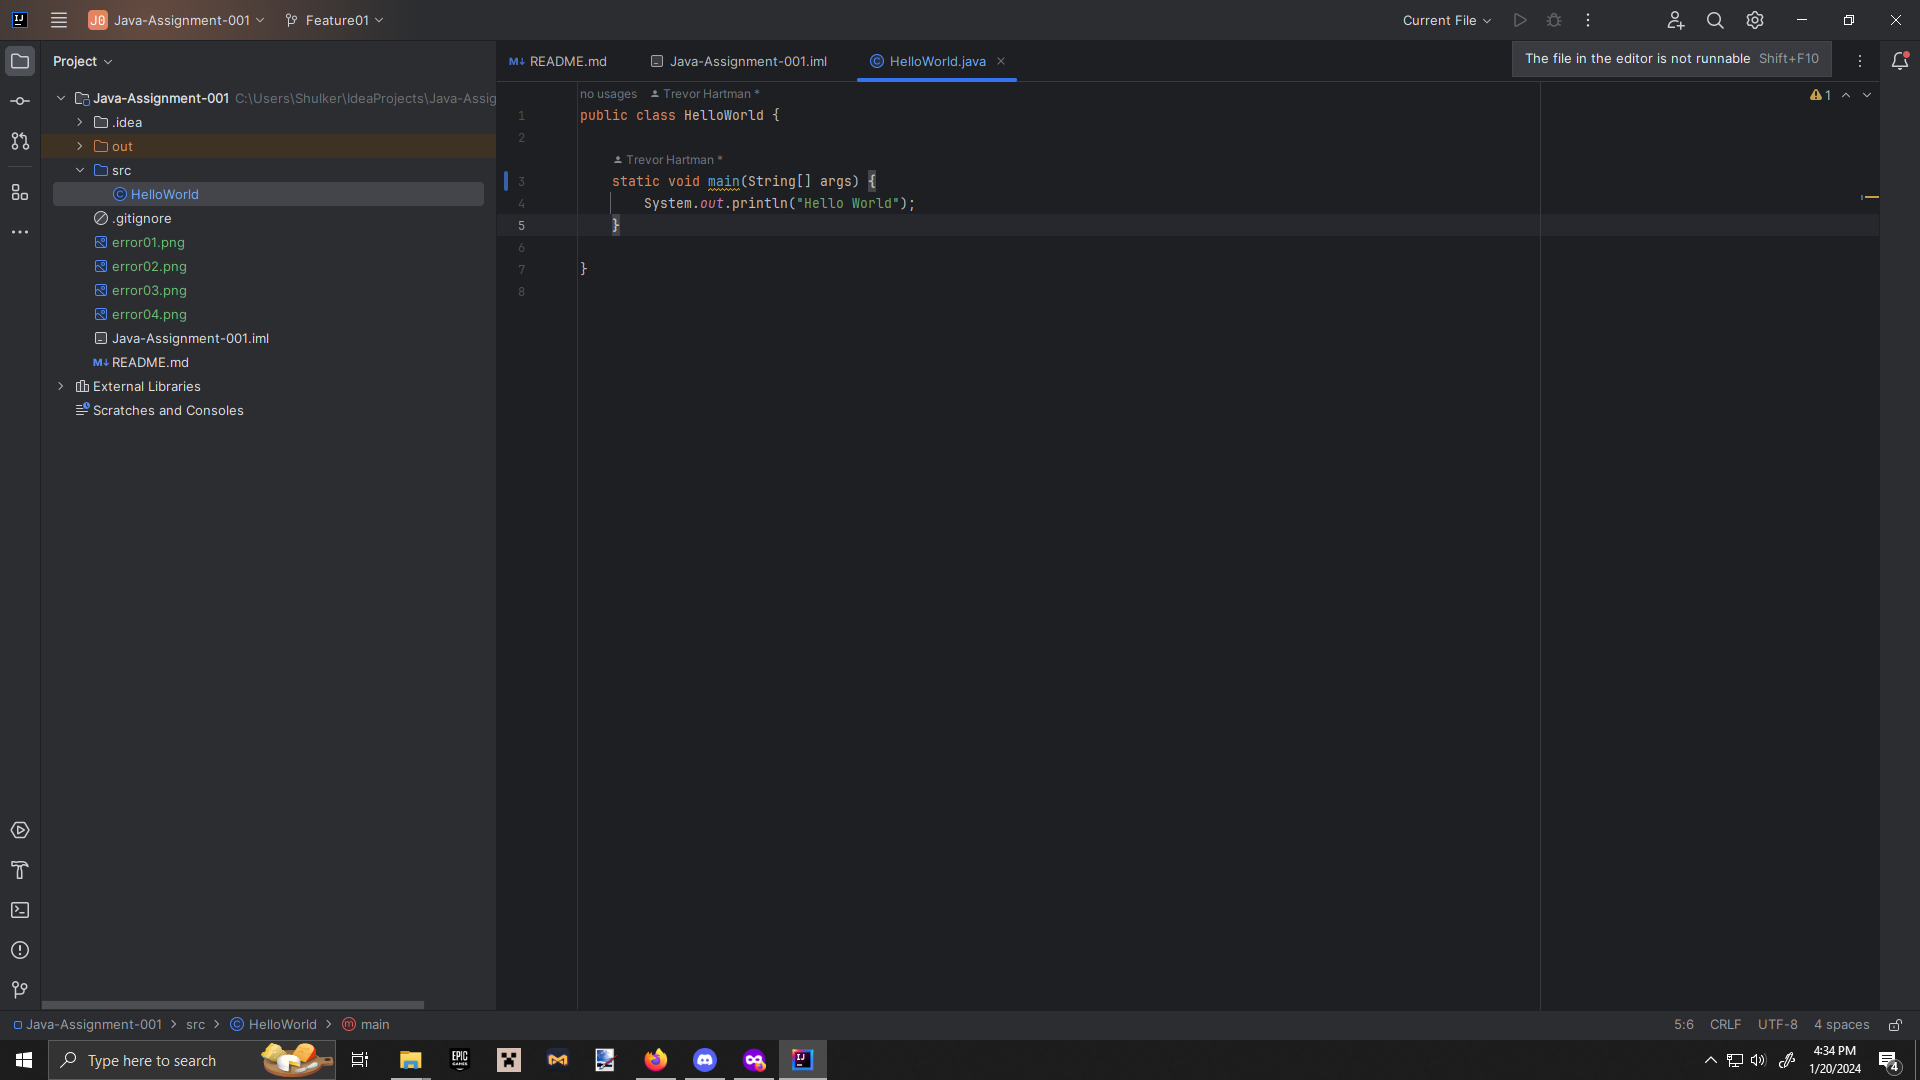 Java-Assignment-001 Feature01 Current File
Project
README.md Java-Assignment-001.iml HelloWorld.java The file in the editor is not runnable Shift+F10
Java-Assignment-001 C:\Users\Shulker\IdeaProjects\Java-Assig
.idea
out
src
HelloWorld
.gitignore
error01.png
error02.png
error03.png
error04.png
Java-Assignment-001.iml
README.md
External Libraries
Scratches and Consoles
no usages Trevor Hartman *
1 public class HelloWorld {
2
Trevor Hartman *
3 static void main(String[] args) {
4 System.out.println("Hello World");
5 }
6
7 }
8
1
Java-Assignment-001 > src > HelloWorld > main
5:6 CRLF UTF-8 4 spaces
Type here to search
EPIC GAMES
4:34 PM
1/20/2024
4